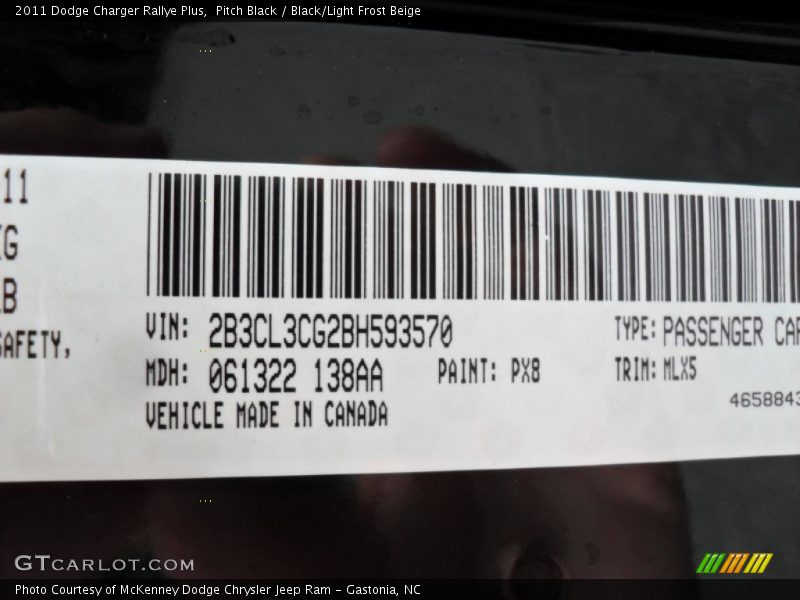 2011 Dodge Charger Rallye Plus,  Pitch Black / Black/Light Frost Beige
VIN: 2B3CL3CG2BH593570
TYPE: PASSENGER CAR
SAFETY,
MDH: 061322 138AA
PAINT: PX8
TRIM: MLX5
VEHICLE MADE IN CANADA
465884
GTCARLOT.COM
Photo Courtesy of McKenney Dodge Chrysler Jeep Ram - Gastonia, NC